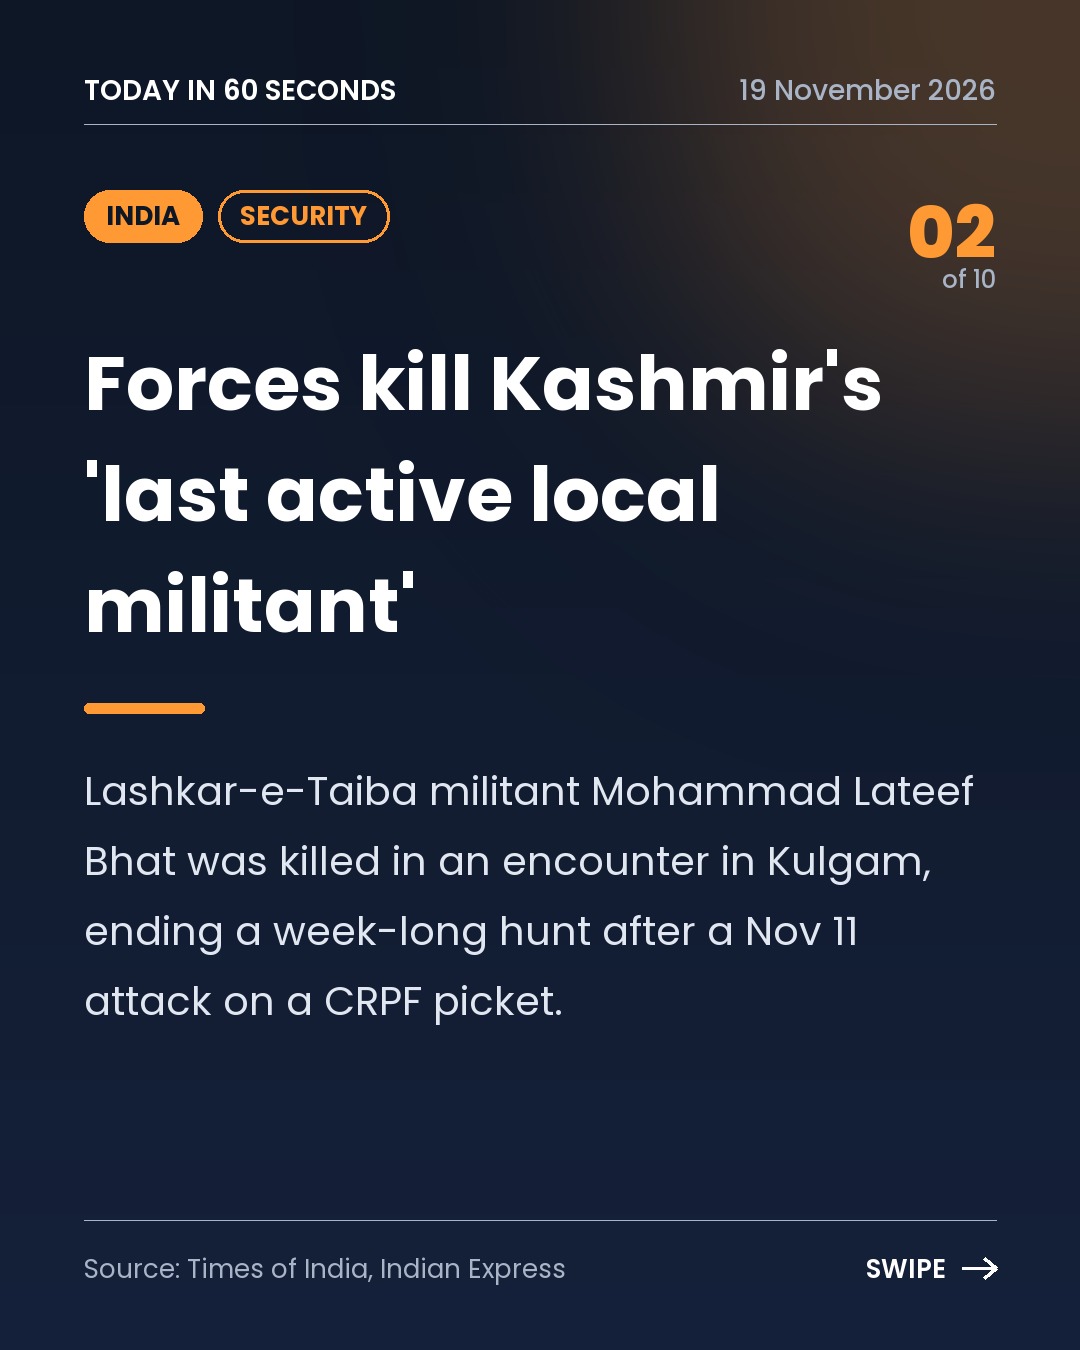 TODAY IN 60 SECONDS
19 November 2026
INDIA
SECURITY
02
of 10
Forces kill Kashmir's
'last active local
militant'
Lashkar-e-Taiba militant Mohammad Lateef
Bhat was killed in an encounter in Kulgam,
ending a week-long hunt after a Nov 11
attack on a CRPF picket.
Source: Times of India, Indian Express
SWIPE